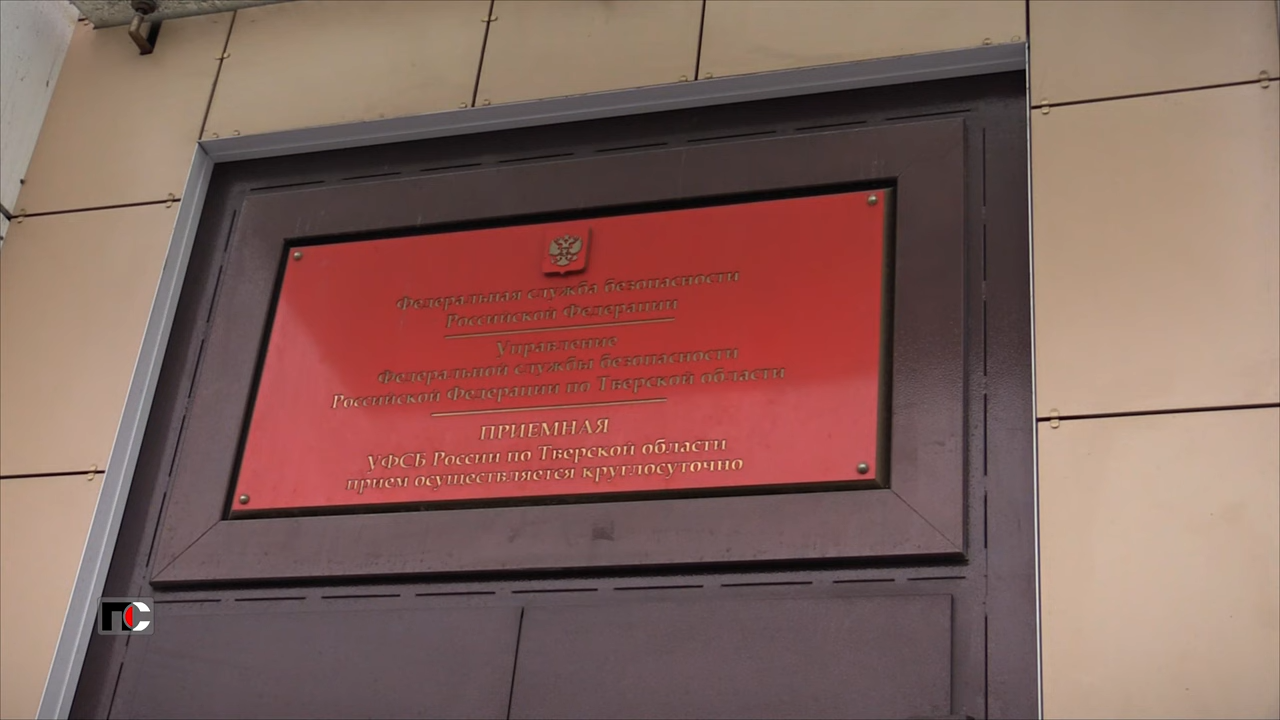 Федеральная служба безопасности
Российской Федерации
Управление
Федеральной службы безопасности
Российской Федерации по Тверской области
ПРИЕМНАЯ
УФСБ России по Тверской области
прием осуществляется круглосуточно
ПС